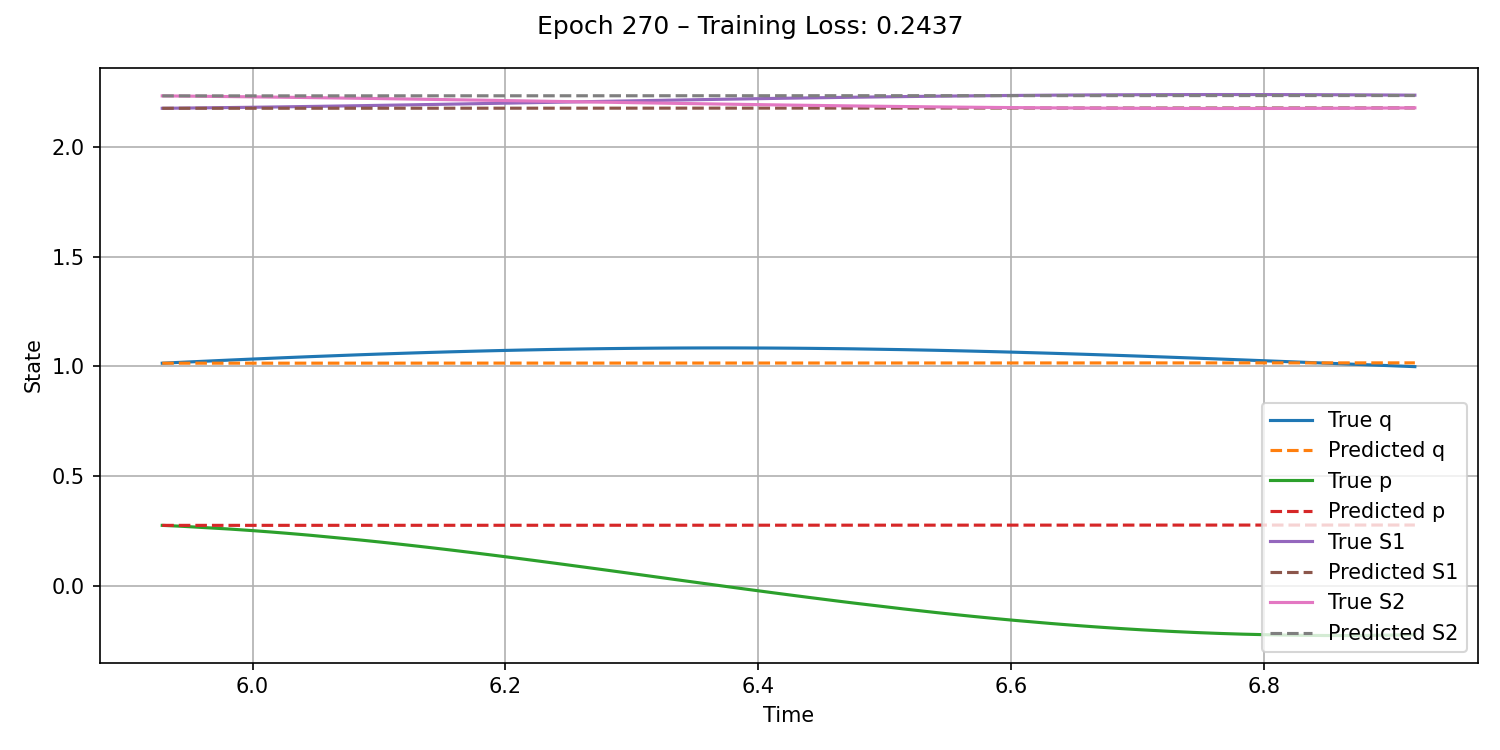 Epoch 270 – Training Loss: 0.2437
State
2.0
1.5
1.0
0.5
0.0
True q
Predicted q
True p
Predicted p
True S1
Predicted S1
True S2
Predicted S2
6.0 6.2 6.4 6.6 6.8
Time